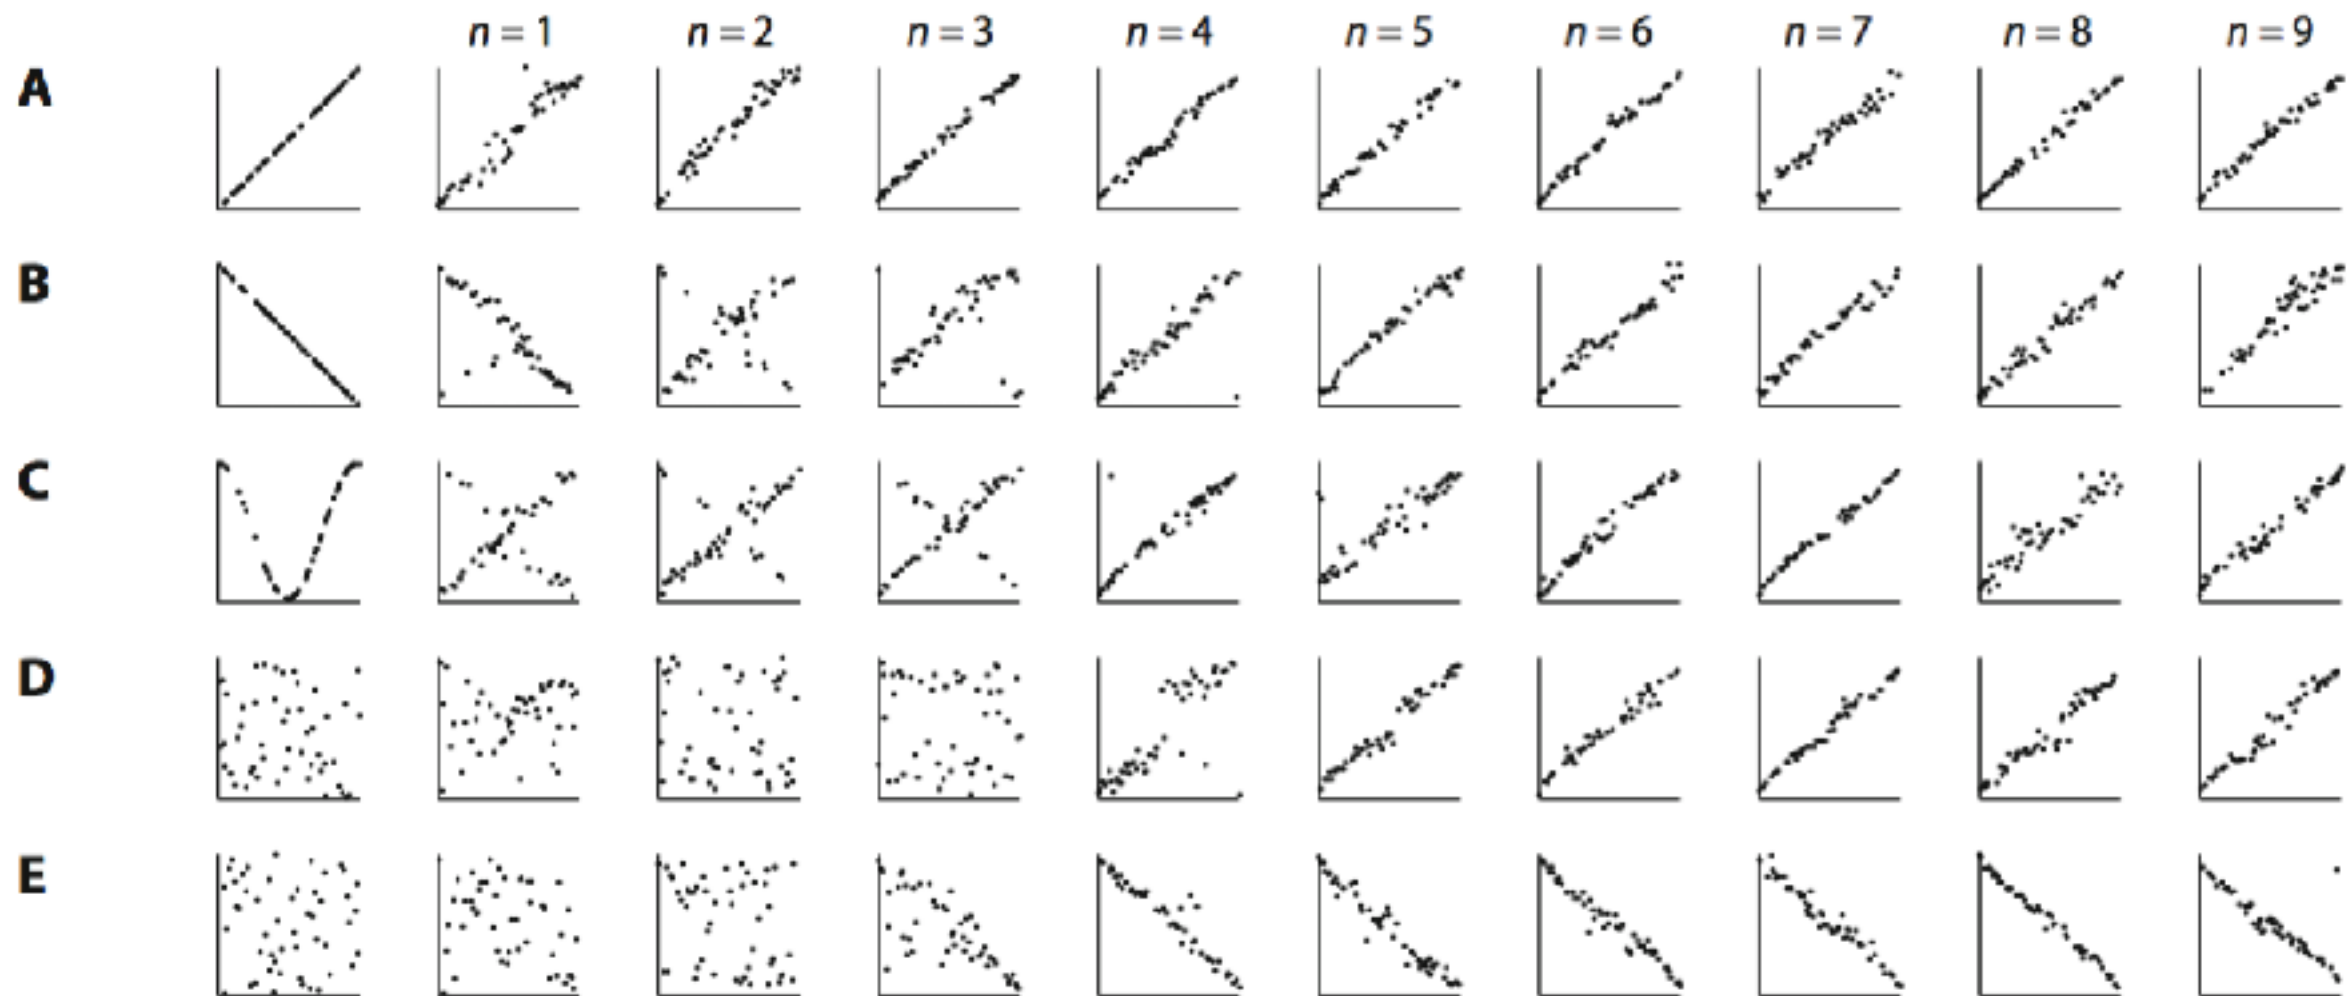 n = 1 n = 2 n = 3 n = 4 n = 5 n = 6 n = 7 n = 8 n = 9
A
B
C
D
E